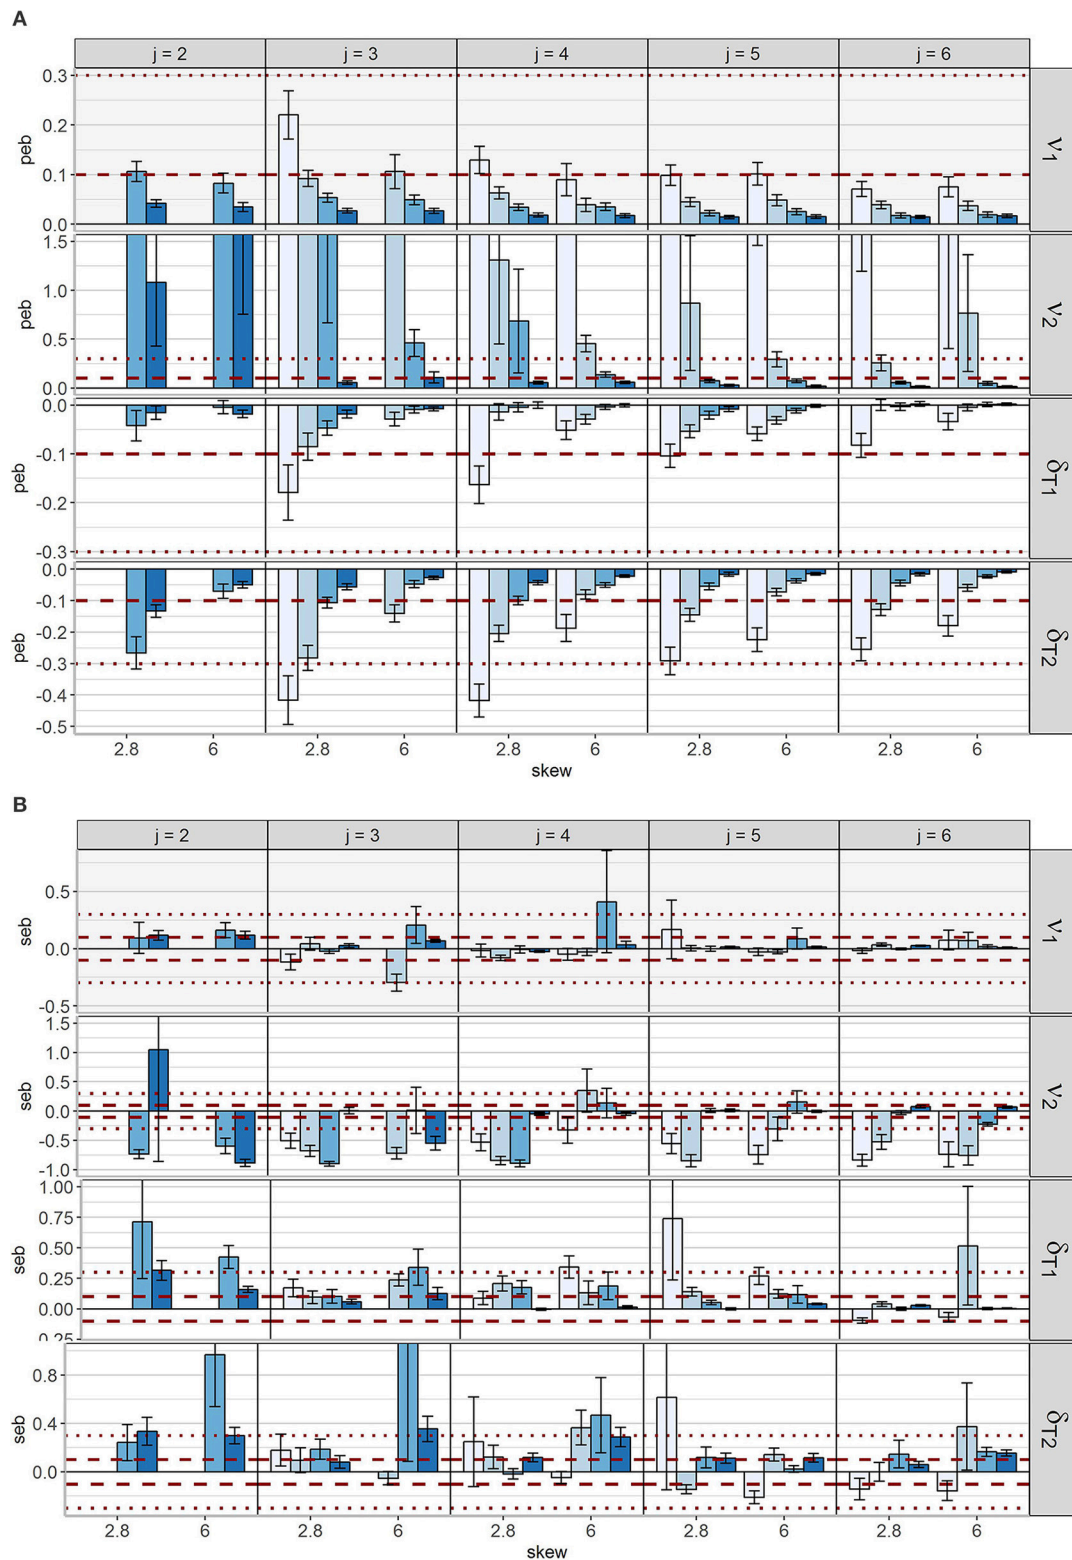 A
j = 2 j = 3 j = 4 j = 5 j = 6
0.3
0.2
0.1
0.0
peb
ν1
1.5
1.0
0.5
0.0
peb
ν2
0.0
-0.1
-0.2
-0.3
peb
δT1
0.0
-0.1
-0.2
-0.3
-0.4
-0.5
peb
δT2
2.8 6 2.8 6 2.8 6 2.8 6 2.8 6
skew
B
j = 2 j = 3 j = 4 j = 5 j = 6
0.5
0.0
-0.5
seb
ν1
1.5
1.0
0.5
0.0
-0.5
-1.0
seb
ν2
1.00
0.75
0.50
0.25
0.00
0.25
seb
δT1
0.8
0.4
0.0
seb
δT2
2.8 6 2.8 6 2.8 6 2.8 6 2.8 6
skew